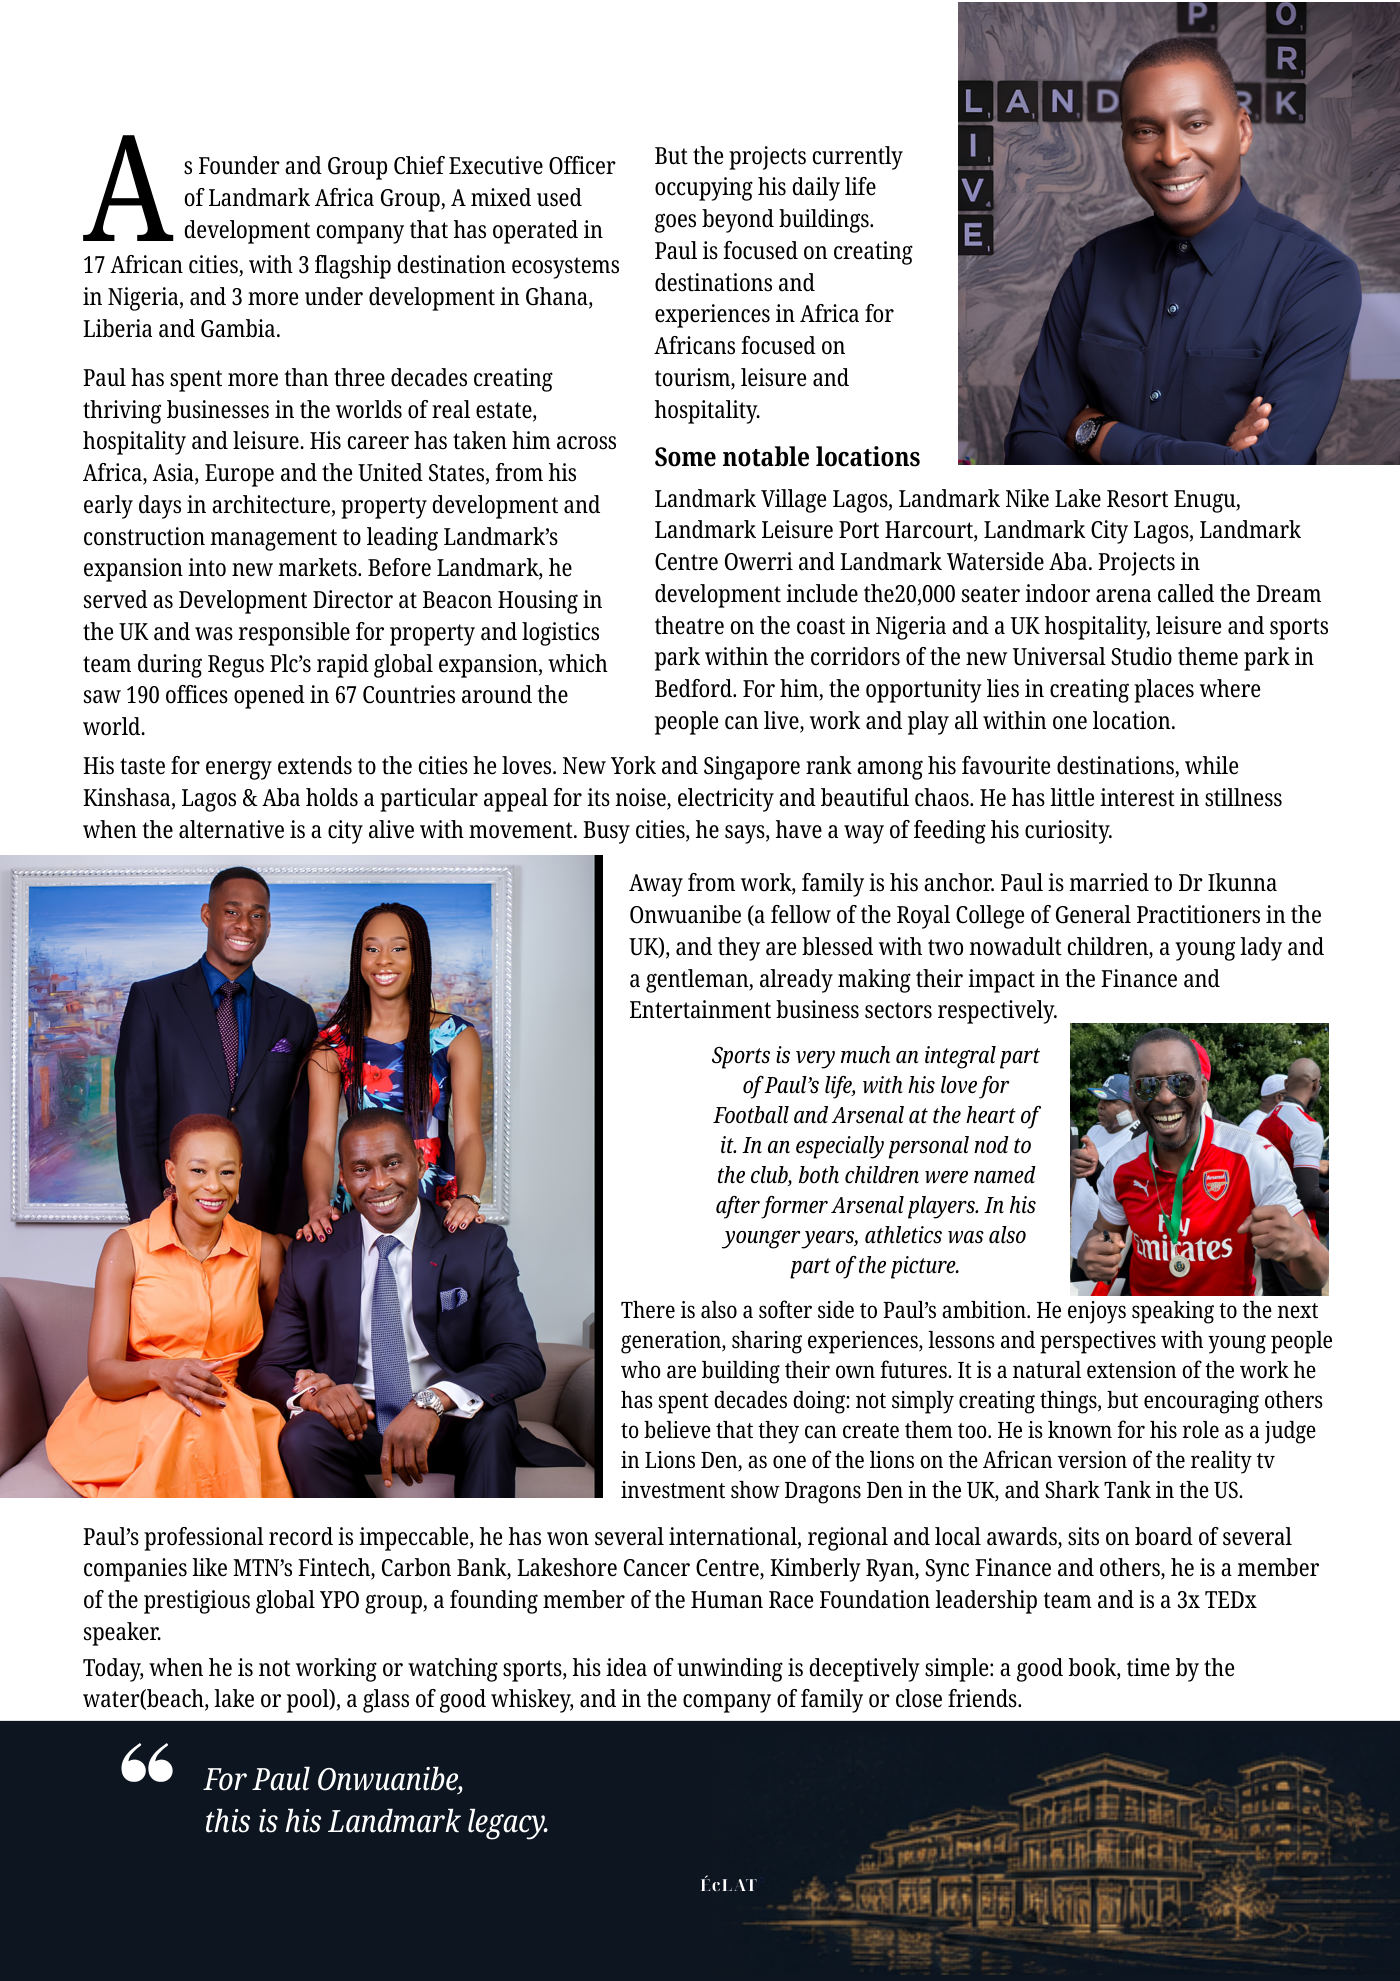 As Founder and Group Chief Executive Officer
of Landmark Africa Group, A mixed used
development company that has operated in
17 African cities, with 3 flagship destination ecosystems
in Nigeria, and 3 more under development in Ghana,
Liberia and Gambia.
Paul has spent more than three decades creating
thriving businesses in the worlds of real estate,
hospitality and leisure. His career has taken him across
Africa, Asia, Europe and the United States, from his
early days in architecture, property development and
construction management to leading Landmark’s
expansion into new markets. Before Landmark, he
served as Development Director at Beacon Housing in
the UK and was responsible for property and logistics
team during Regus Plc’s rapid global expansion, which
saw 190 offices opened in 67 Countries around the
world.
But the projects currently
occupying his daily life
goes beyond buildings.
Paul is focused on creating
destinations and
experiences in Africa for
Africans focused on
tourism, leisure and
hospitality.
LANDM RK
LIVE
P
ORK
Some notable locations
Landmark Village Lagos, Landmark Nike Lake Resort Enugu,
Landmark Leisure Port Harcourt, Landmark City Lagos, Landmark
Centre Owerri and Landmark Waterside Aba. Projects in
development include the20,000 seater indoor arena called the Dream
theatre on the coast in Nigeria and a UK hospitality, leisure and sports
park within the corridors of the new Universal Studio theme park in
Bedford. For him, the opportunity lies in creating places where
people can live, work and play all within one location.
His taste for energy extends to the cities he loves. New York and Singapore rank among his favourite destinations, while
Kinshasa, Lagos & Aba holds a particular appeal for its noise, electricity and beautiful chaos. He has little interest in stillness
when the alternative is a city alive with movement. Busy cities, he says, have a way of feeding his curiosity.
Away from work, family is his anchor. Paul is married to Dr Ikunna
Onwuanibe (a fellow of the Royal College of General Practitioners in the
UK), and they are blessed with two nowadult children, a young lady and
a gentleman, already making their impact in the Finance and
Entertainment business sectors respectively.
Sports is very much an integral part
of Paul’s life, with his love for
Football and Arsenal at the heart of
it. In an especially personal nod to
the club, both children were named
after former Arsenal players. In his
younger years, athletics was also
part of the picture.
Arsenal
Fly
Emirates
There is also a softer side to Paul’s ambition. He enjoys speaking to the next
generation, sharing experiences, lessons and perspectives with young people
who are building their own futures. It is a natural extension of the work he
has spent decades doing: not simply creating things, but encouraging others
to believe that they can create them too. He is known for his role as a judge
in Lions Den, as one of the lions on the African version of the reality tv
investment show Dragons Den in the UK, and Shark Tank in the US.
Paul’s professional record is impeccable, he has won several international, regional and local awards, sits on board of several
companies like MTN’s Fintech, Carbon Bank, Lakeshore Cancer Centre, Kimberly Ryan, Sync Finance and others, he is a member
of the prestigious global YPO group, a founding member of the Human Race Foundation leadership team and is a 3x TEDx
speaker.
Today, when he is not working or watching sports, his idea of unwinding is deceptively simple: a good book, time by the
water(beach, lake or pool), a glass of good whiskey, and in the company of family or close friends.
“
For Paul Onwuanibe,
this is his Landmark legacy.
ÉcLAT